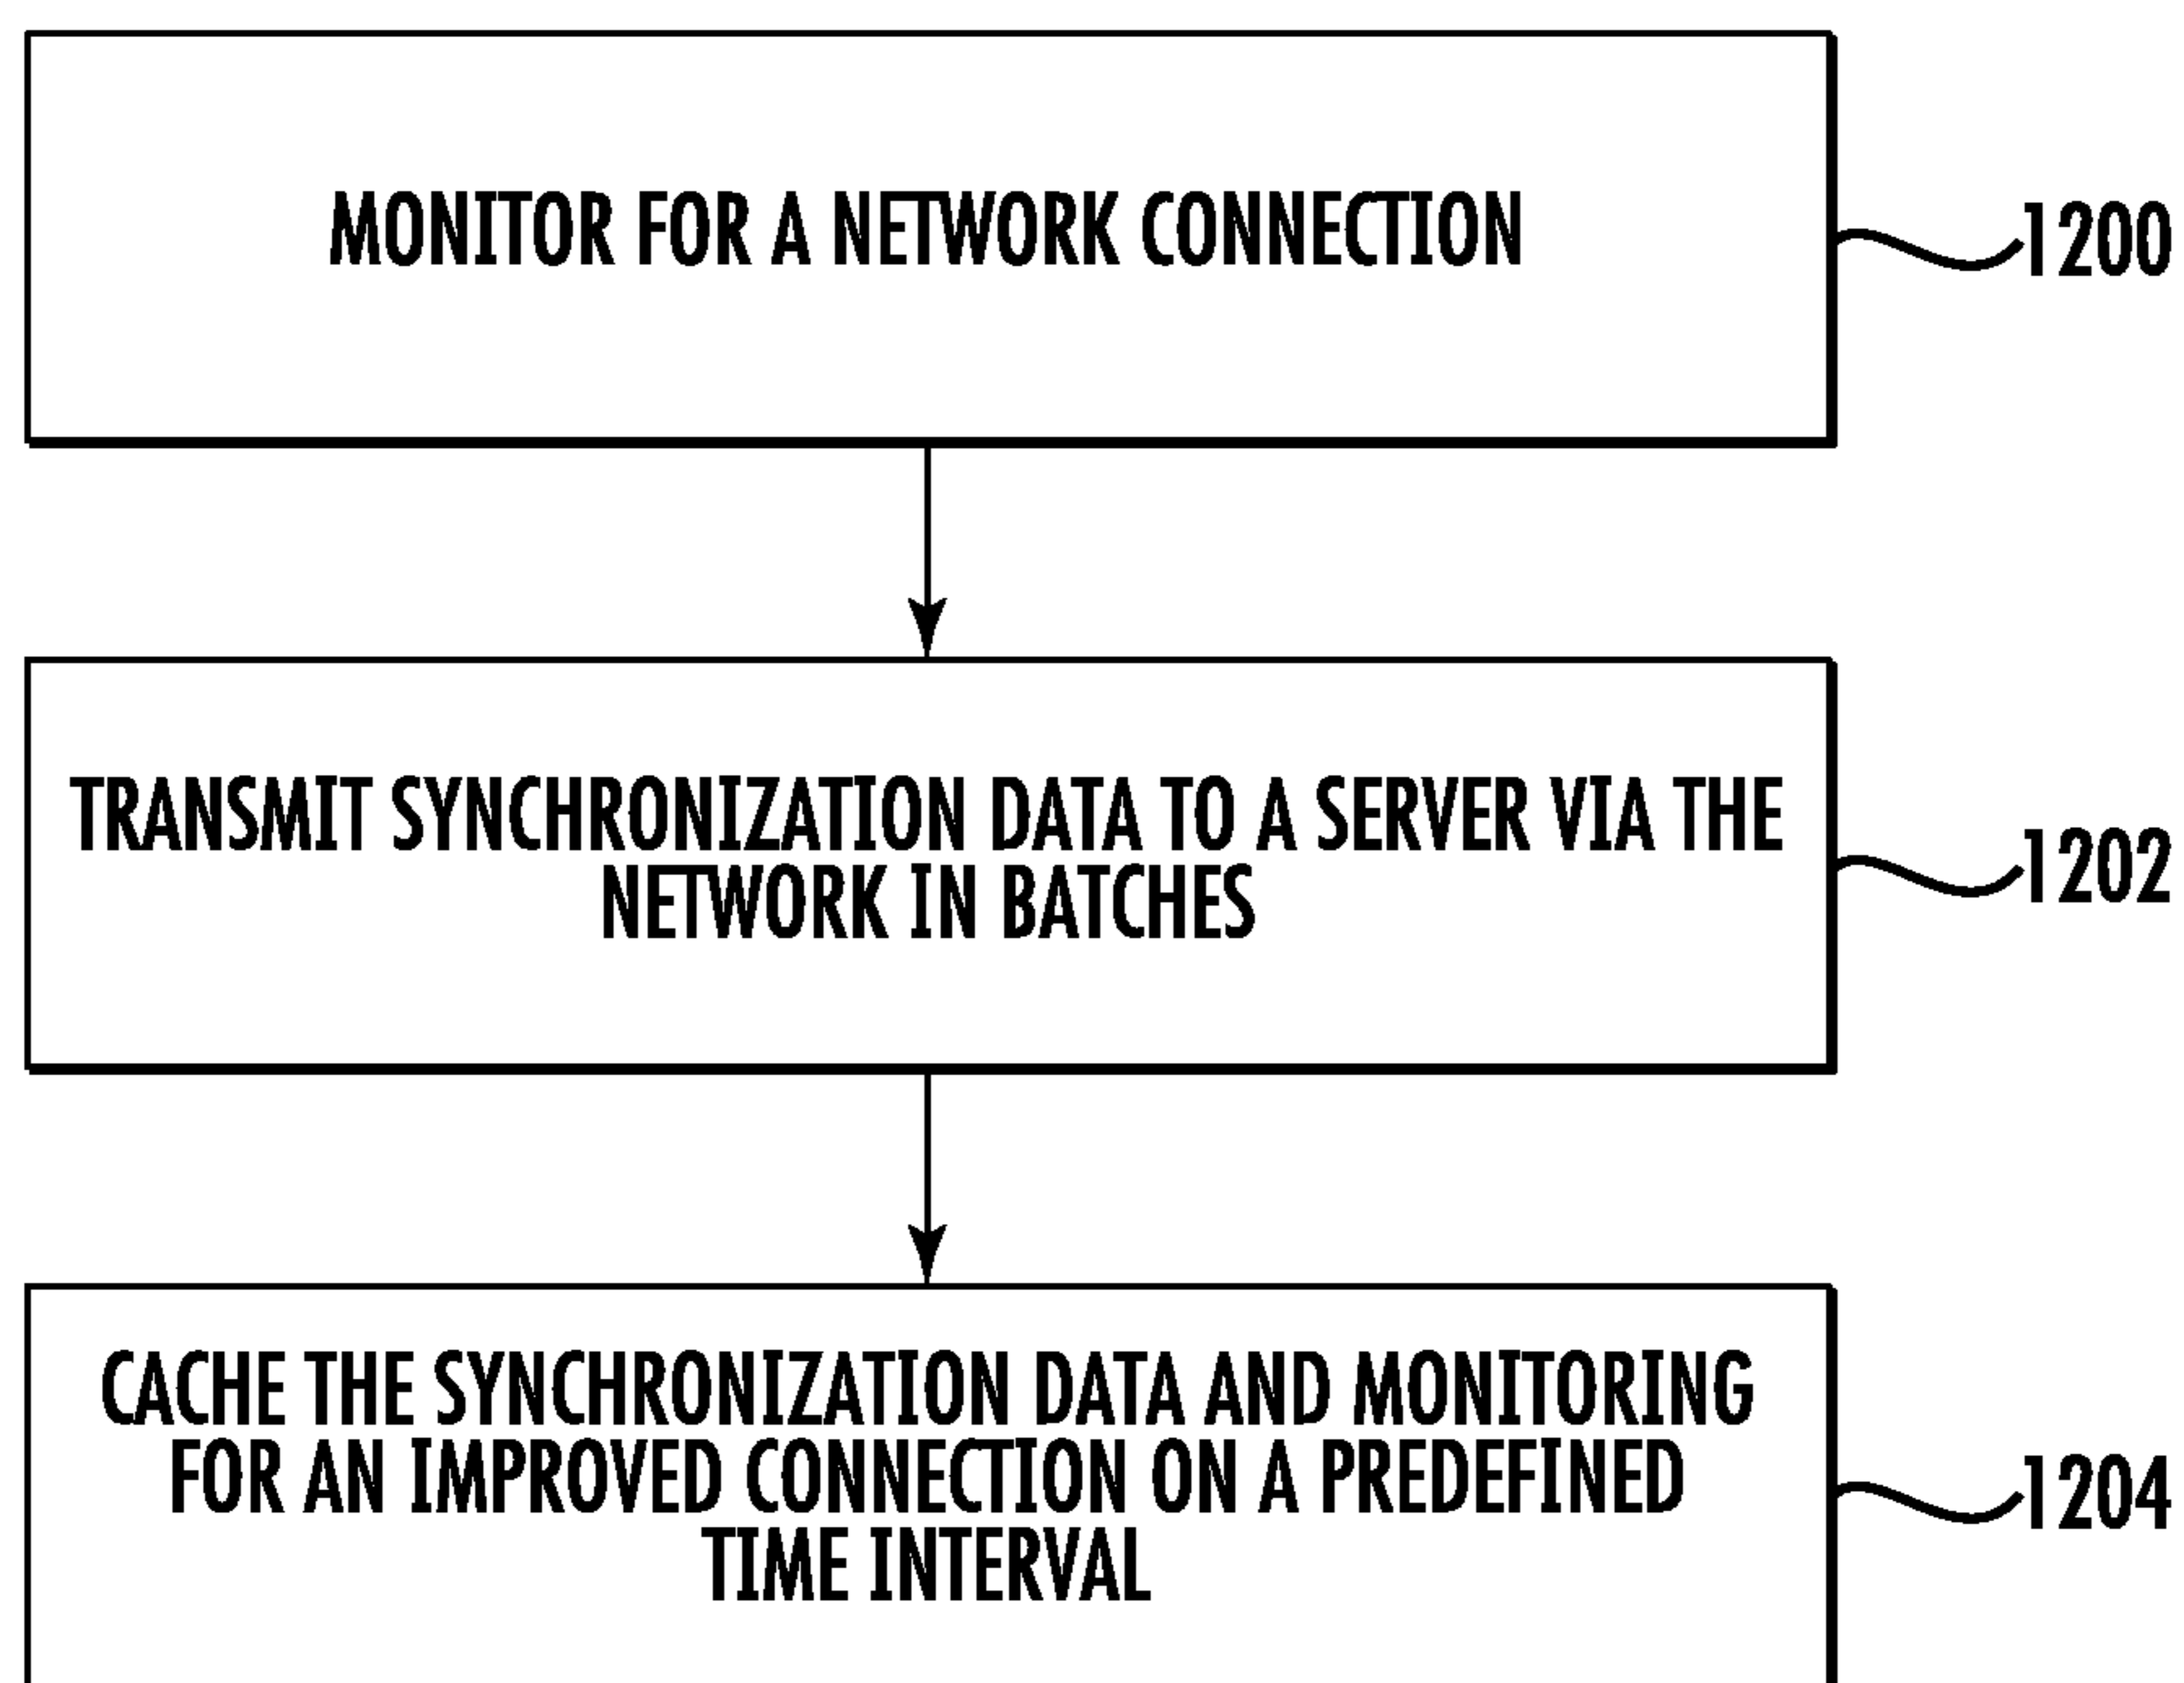 MONITOR FOR A NETWORK CONNECTION
1200
TRANSMIT SYNCHRONIZATION DATA TO A SERVER VIA THE
NETWORK IN BATCHES
1202
CACHE THE SYNCHRONIZATION DATA AND MONITORING
FOR AN IMPROVED CONNECTION ON A PREDEFINED
TIME INTERVAL
1204